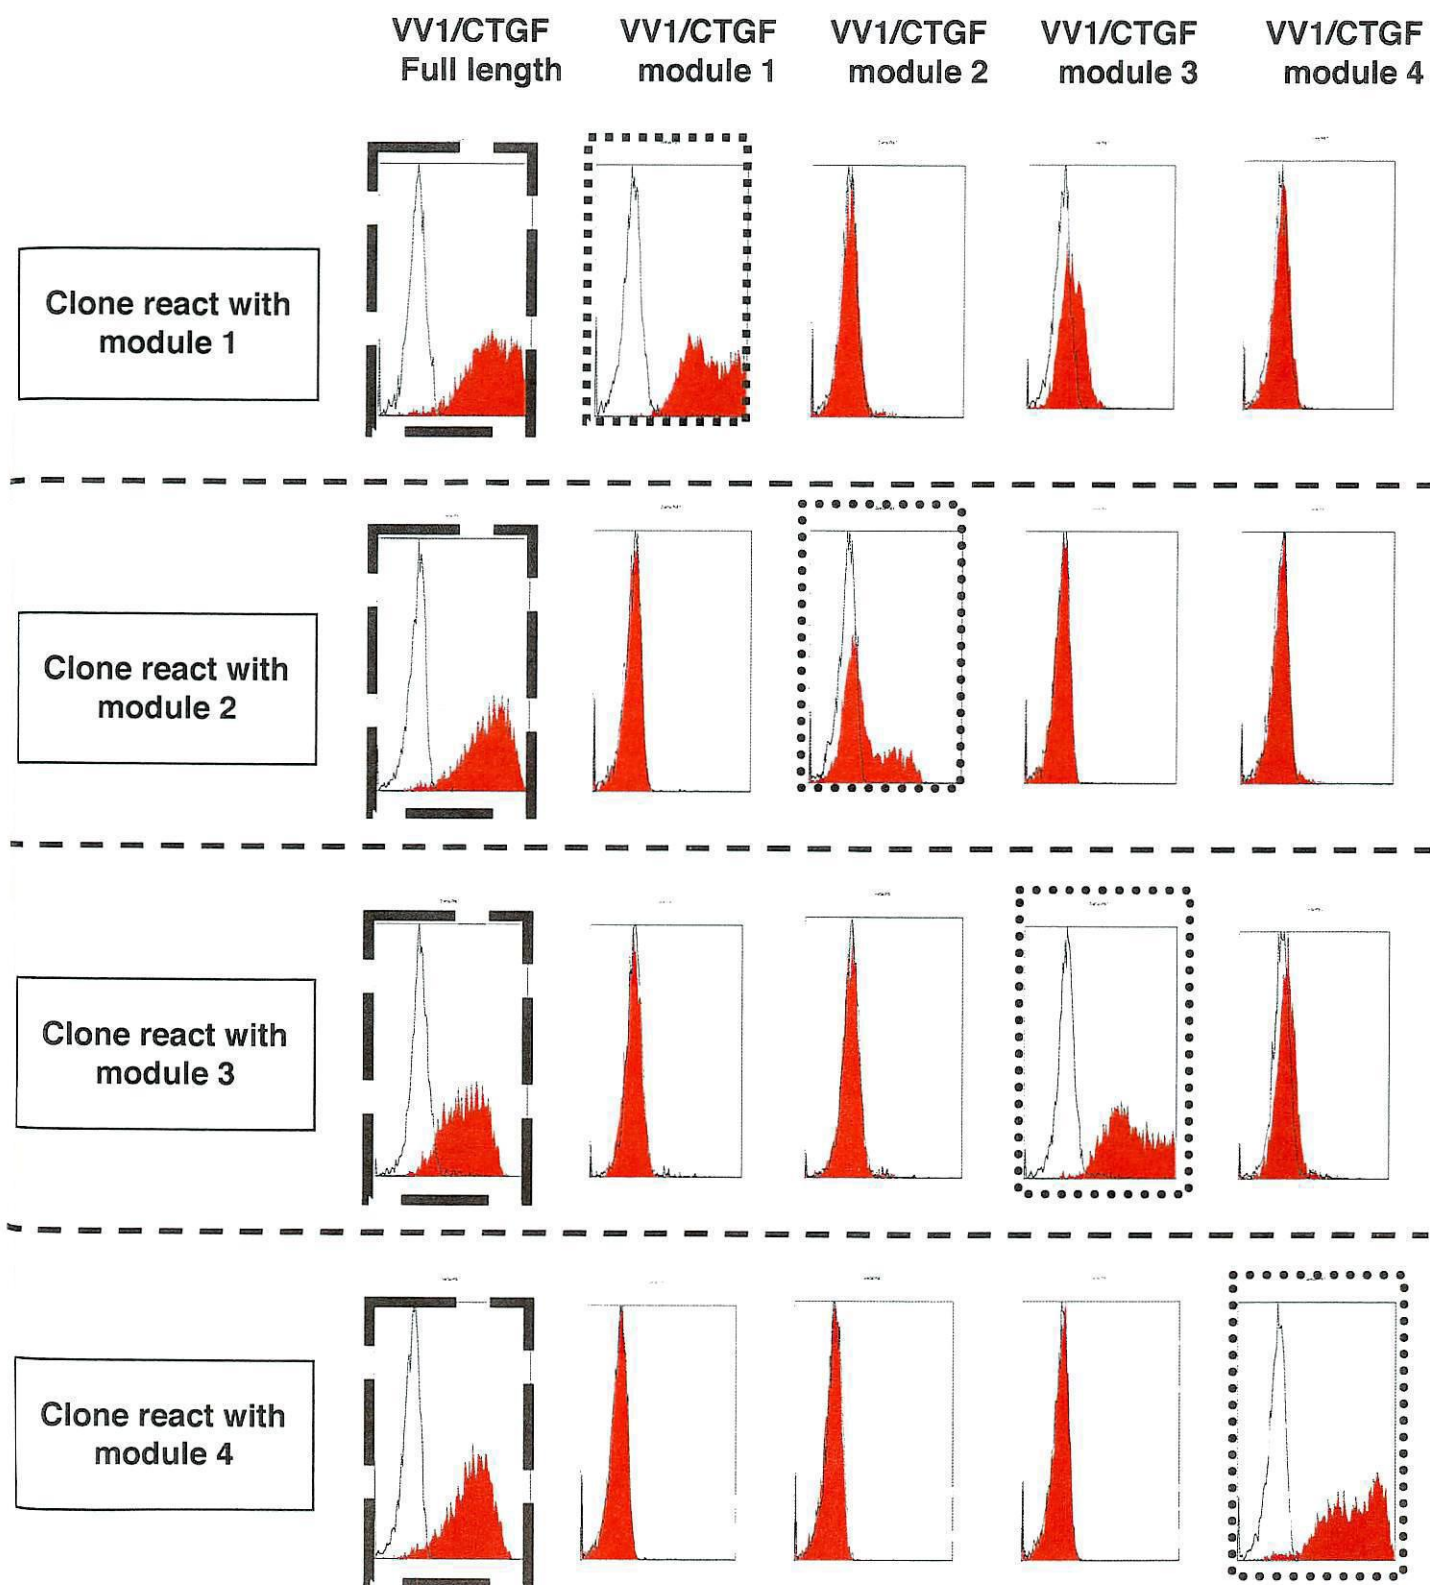 VV1/CTGF
Full length
VV1/CTGF
module 1
VV1/CTGF
module 2
VV1/CTGF
module 3
VV1/CTGF
module 4
Clone react with
module 1
Clone react with
module 2
Clone react with
module 3
Clone react with
module 4